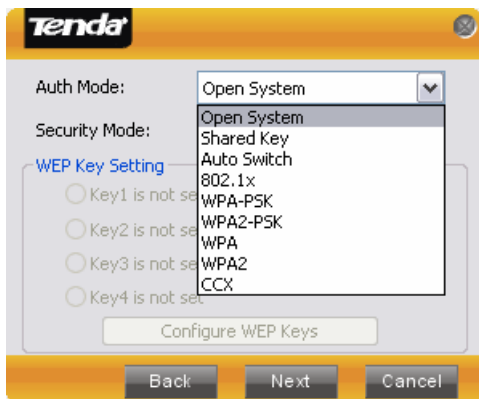 Tenda
Auth Mode: Open System
Open System
Shared Key
Auto Switch
802.1x
WPA-PSK
WPA2-PSK
WPA
WPA2
CCX
Security Mode:
WEP Key Setting
Key1 is not se
Key2 is not se
Key3 is not se
Key4 is not set
Configure WEP Keys
Back Next Cancel